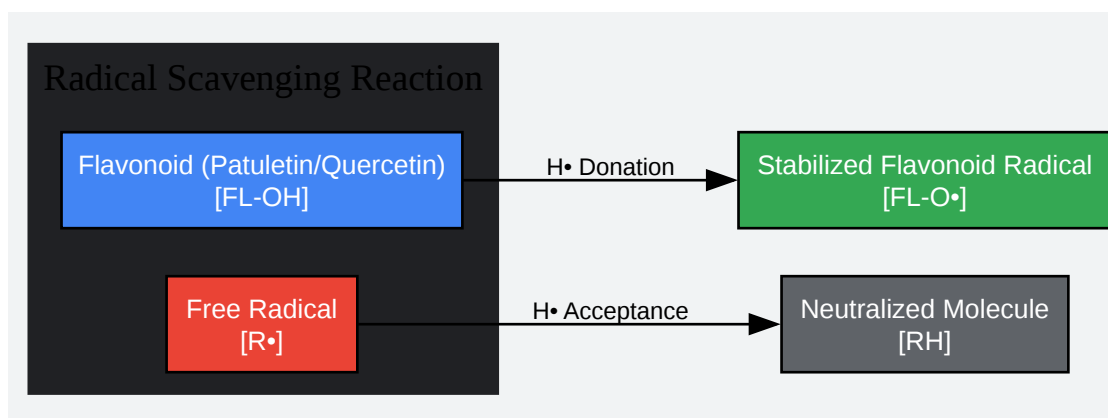 Radical Scavenging Reaction
Flavonoid (Patuletin/Quercetin)
[FL-OH]
H• Donation
Stabilized Flavonoid Radical
[FL-O•]
Free Radical
[R•]
H• Acceptance
Neutralized Molecule
[RH]